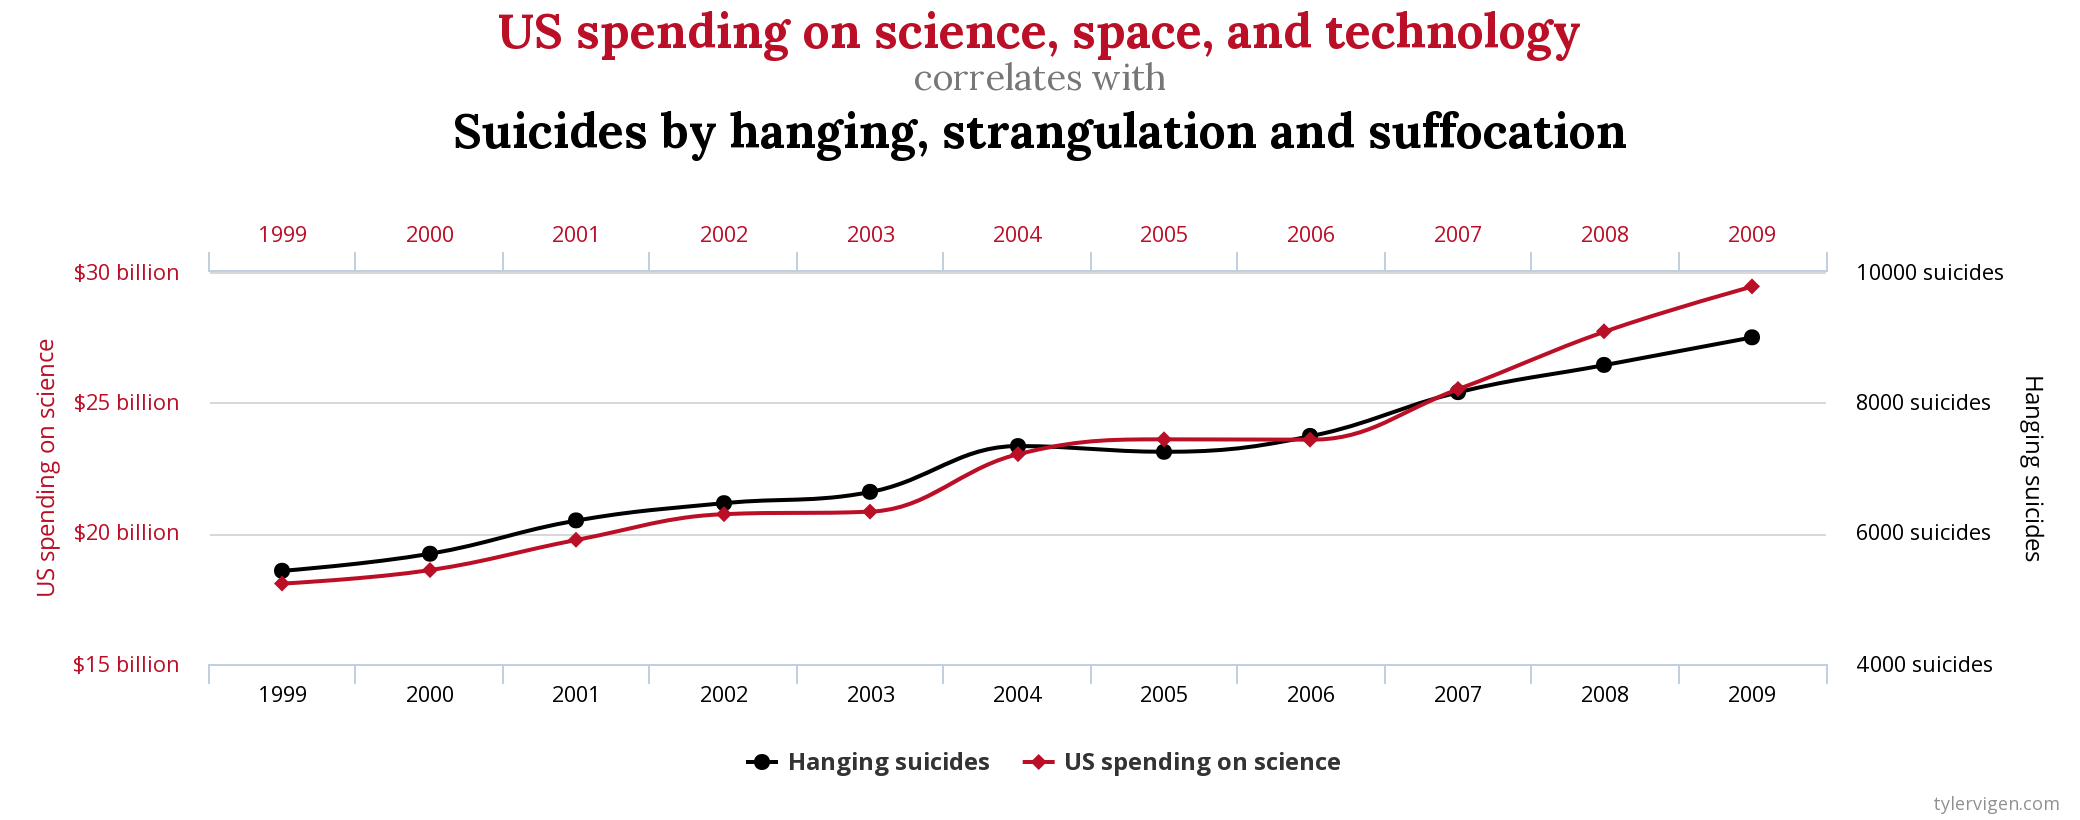 US spending on science, space, and technology
correlates with
Suicides by hanging, strangulation and suffocation
1999 2000 2001 2002 2003 2004 2005 2006 2007 2008 2009
$30 billion 10000 suicides
$25 billion 8000 suicides
$20 billion 6000 suicides
$15 billion 4000 suicides
US spending on science
Hanging suicides
1999 2000 2001 2002 2003 2004 2005 2006 2007 2008 2009
Hanging suicides US spending on science
tylervigen.com